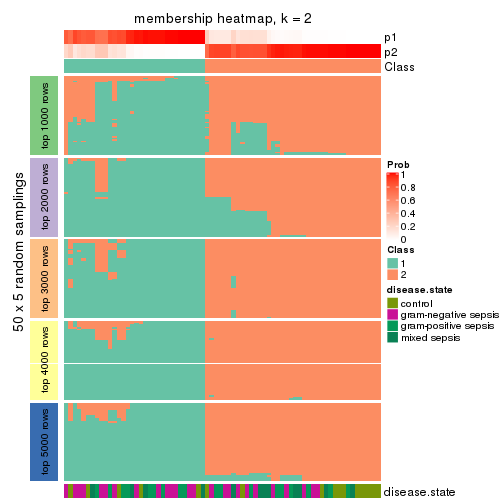 membership heatmap, k = 2
p1
p2
Class
50 x 5 random samplings
top 1000 rows
top 2000 rows
top 3000 rows
top 4000 rows
top 5000 rows
Prob
1
0.8
0.6
0.4
0.2
0
Class
1
2
disease.state
control
gram-negative sepsis
gram-positive sepsis
mixed sepsis
disease.state